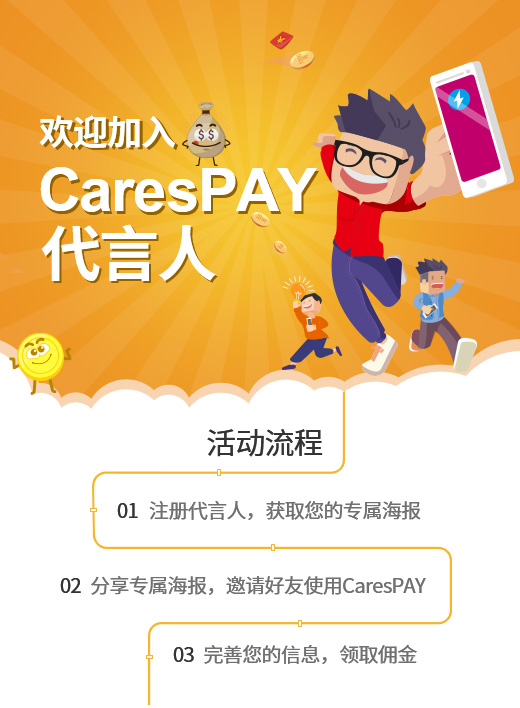 欢迎加入
CaresPAY
代言人
活动流程
01 注册代言人，获取您的专属海报
02 分享专属海报，邀请好友使用CaresPAY
03 完善您的信息，领取佣金